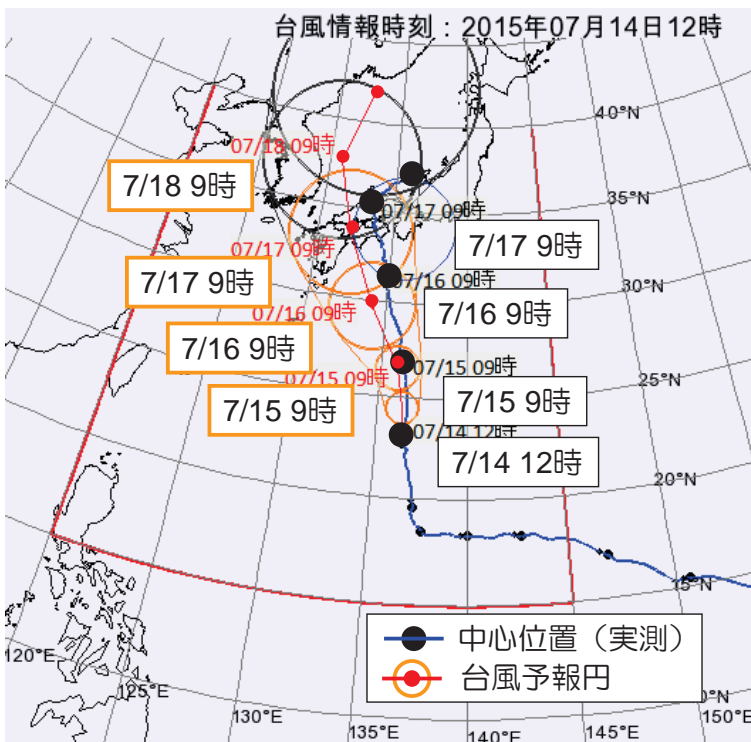 台風情報時刻：2015年07月14日12時
40°N
07/18 09時
7/18 9時
35°N
07/17 09時
07/17 09時
7/17 9時
7/17 9時
30°N
07/16 09時
07/16 09時
7/16 9時
7/16 9時
25°N
07/15 09時
07/15 09時
7/15 9時
7/15 9時
07/14 12時
7/14 12時
20°N
15°N
中心位置（実測）
台風予報円
120°E
125°E
130°E
135°E
140°E
145°E
150°E